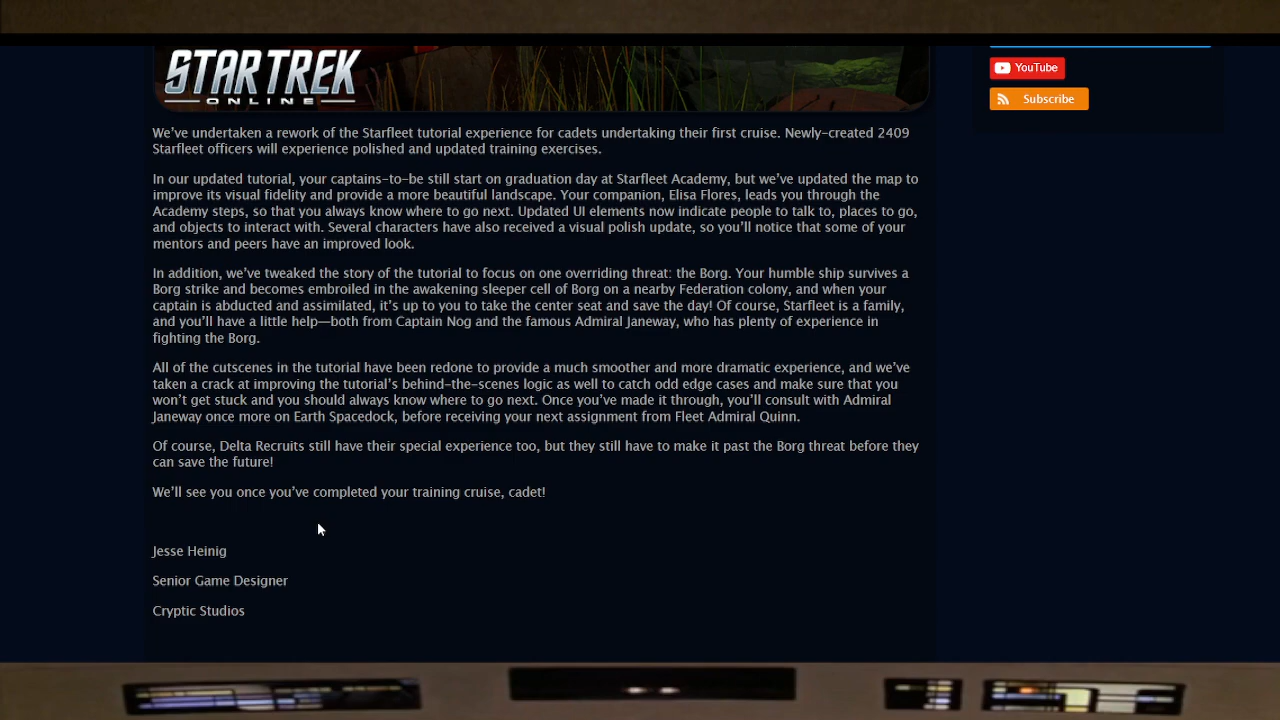 STAR TREK
ONLINE
YouTube
Subscribe
We’ve undertaken a rework of the Starfleet tutorial experience for cadets undertaking their first cruise. Newly-created 2409
Starfleet officers will experience polished and updated training exercises.
In our updated tutorial, your captains-to-be still start on graduation day at Starfleet Academy, but we’ve updated the map to
improve its visual fidelity and provide a more beautiful landscape. Your companion, Elisa Flores, leads you through the
Academy steps, so that you always know where to go next. Updated UI elements now indicate people to talk to, places to go,
and objects to interact with. Several characters have also received a visual polish update, so you’ll notice that some of your
mentors and peers have an improved look.
In addition, we’ve tweaked the story of the tutorial to focus on one overriding threat: the Borg. Your humble ship survives a
Borg strike and becomes embroiled in the awakening sleeper cell of Borg on a nearby Federation colony, and when your
captain is abducted and assimilated, it’s up to you to take the center seat and save the day! Of course, Starfleet is a family,
and you’ll have a little help—both from Captain Nog and the famous Admiral Janeway, who has plenty of experience in
fighting the Borg.
All of the cutscenes in the tutorial have been redone to provide a much smoother and more dramatic experience, and we’ve
taken a crack at improving the tutorial’s behind-the-scenes logic as well to catch odd edge cases and make sure that you
won’t get stuck and you should always know where to go next. Once you’ve made it through, you’ll consult with Admiral
Janeway once more on Earth Spacedock, before receiving your next assignment from Fleet Admiral Quinn.
Of course, Delta Recruits still have their special experience too, but they still have to make it past the Borg threat before they
can save the future!
We’ll see you once you’ve completed your training cruise, cadet!
Jesse Heinig
Senior Game Designer
Cryptic Studios